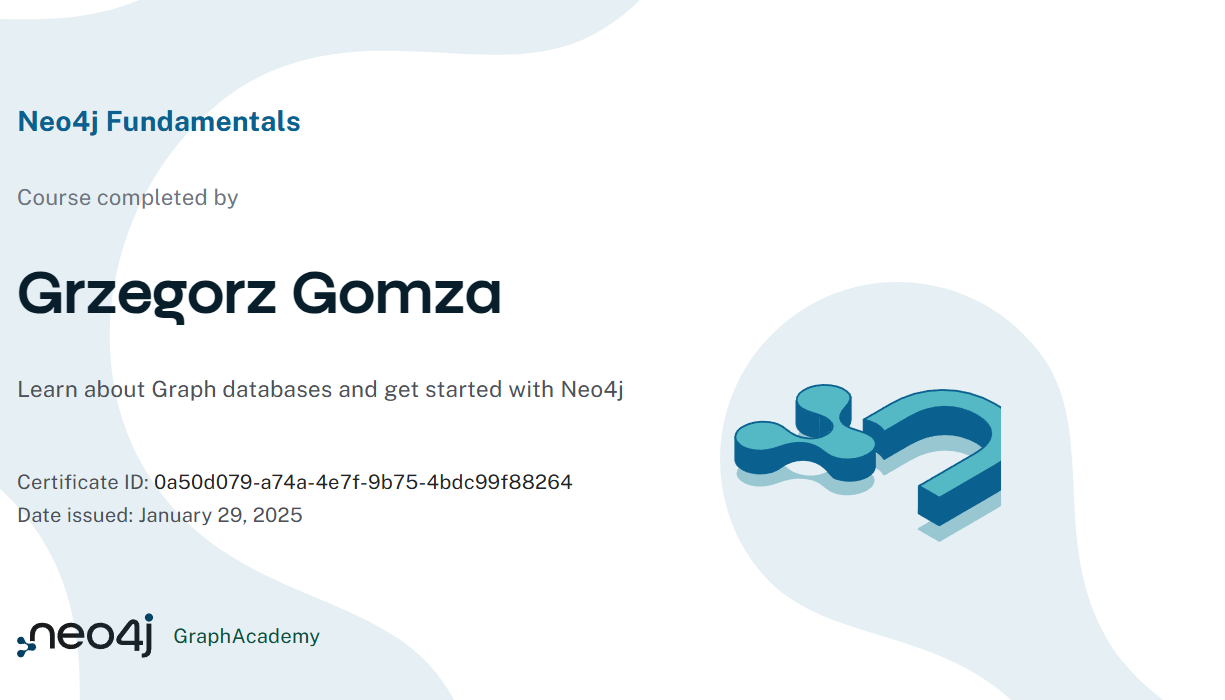 Neo4j Fundamentals
Course completed by
Grzegorz Gomza
Learn about Graph databases and get started with Neo4j
Certificate ID: 0a50d079-a74a-4e7f-9b75-4bdc99f88264
Date issued: January 29, 2025
neo4j GraphAcademy